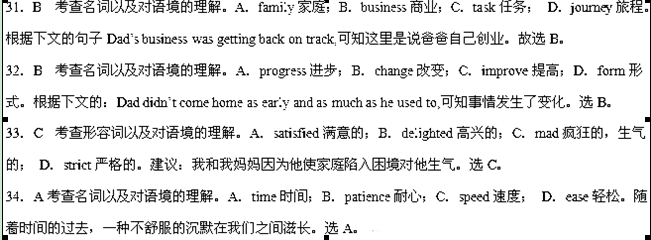 31．B 考查名词以及对语境的理解。A．family 家庭；B．business 商业；C．task 任务； D．journey 旅程。
根据下文的句子 Dad's business was getting back on track,可知这里是说爸爸自己创业。故选 B。
32．B 考查名词以及对语境的理解。A．progress 进步；B．change 改变；C．improve 提高；D．form 形
式。根据下文的：Dad didn't come home as early and as much as he used to,可知事情发生了变化。选 B。
33．C 考查形容词以及对语境的理解。A．satisfied 满意的；B．delighted 高兴的；C．mad 疯狂的，生气
的； D．strict 严格的。建议：我和我妈妈因为他使家庭陷入困境对他生气。选 C。
34．A 考查名词以及对语境的理解。A．time 时间；B．patience 耐心；C．speed 速度； D．ease 轻松。随
着时间的过去，一种不舒服的沉默在我们之间滋长。选 A。